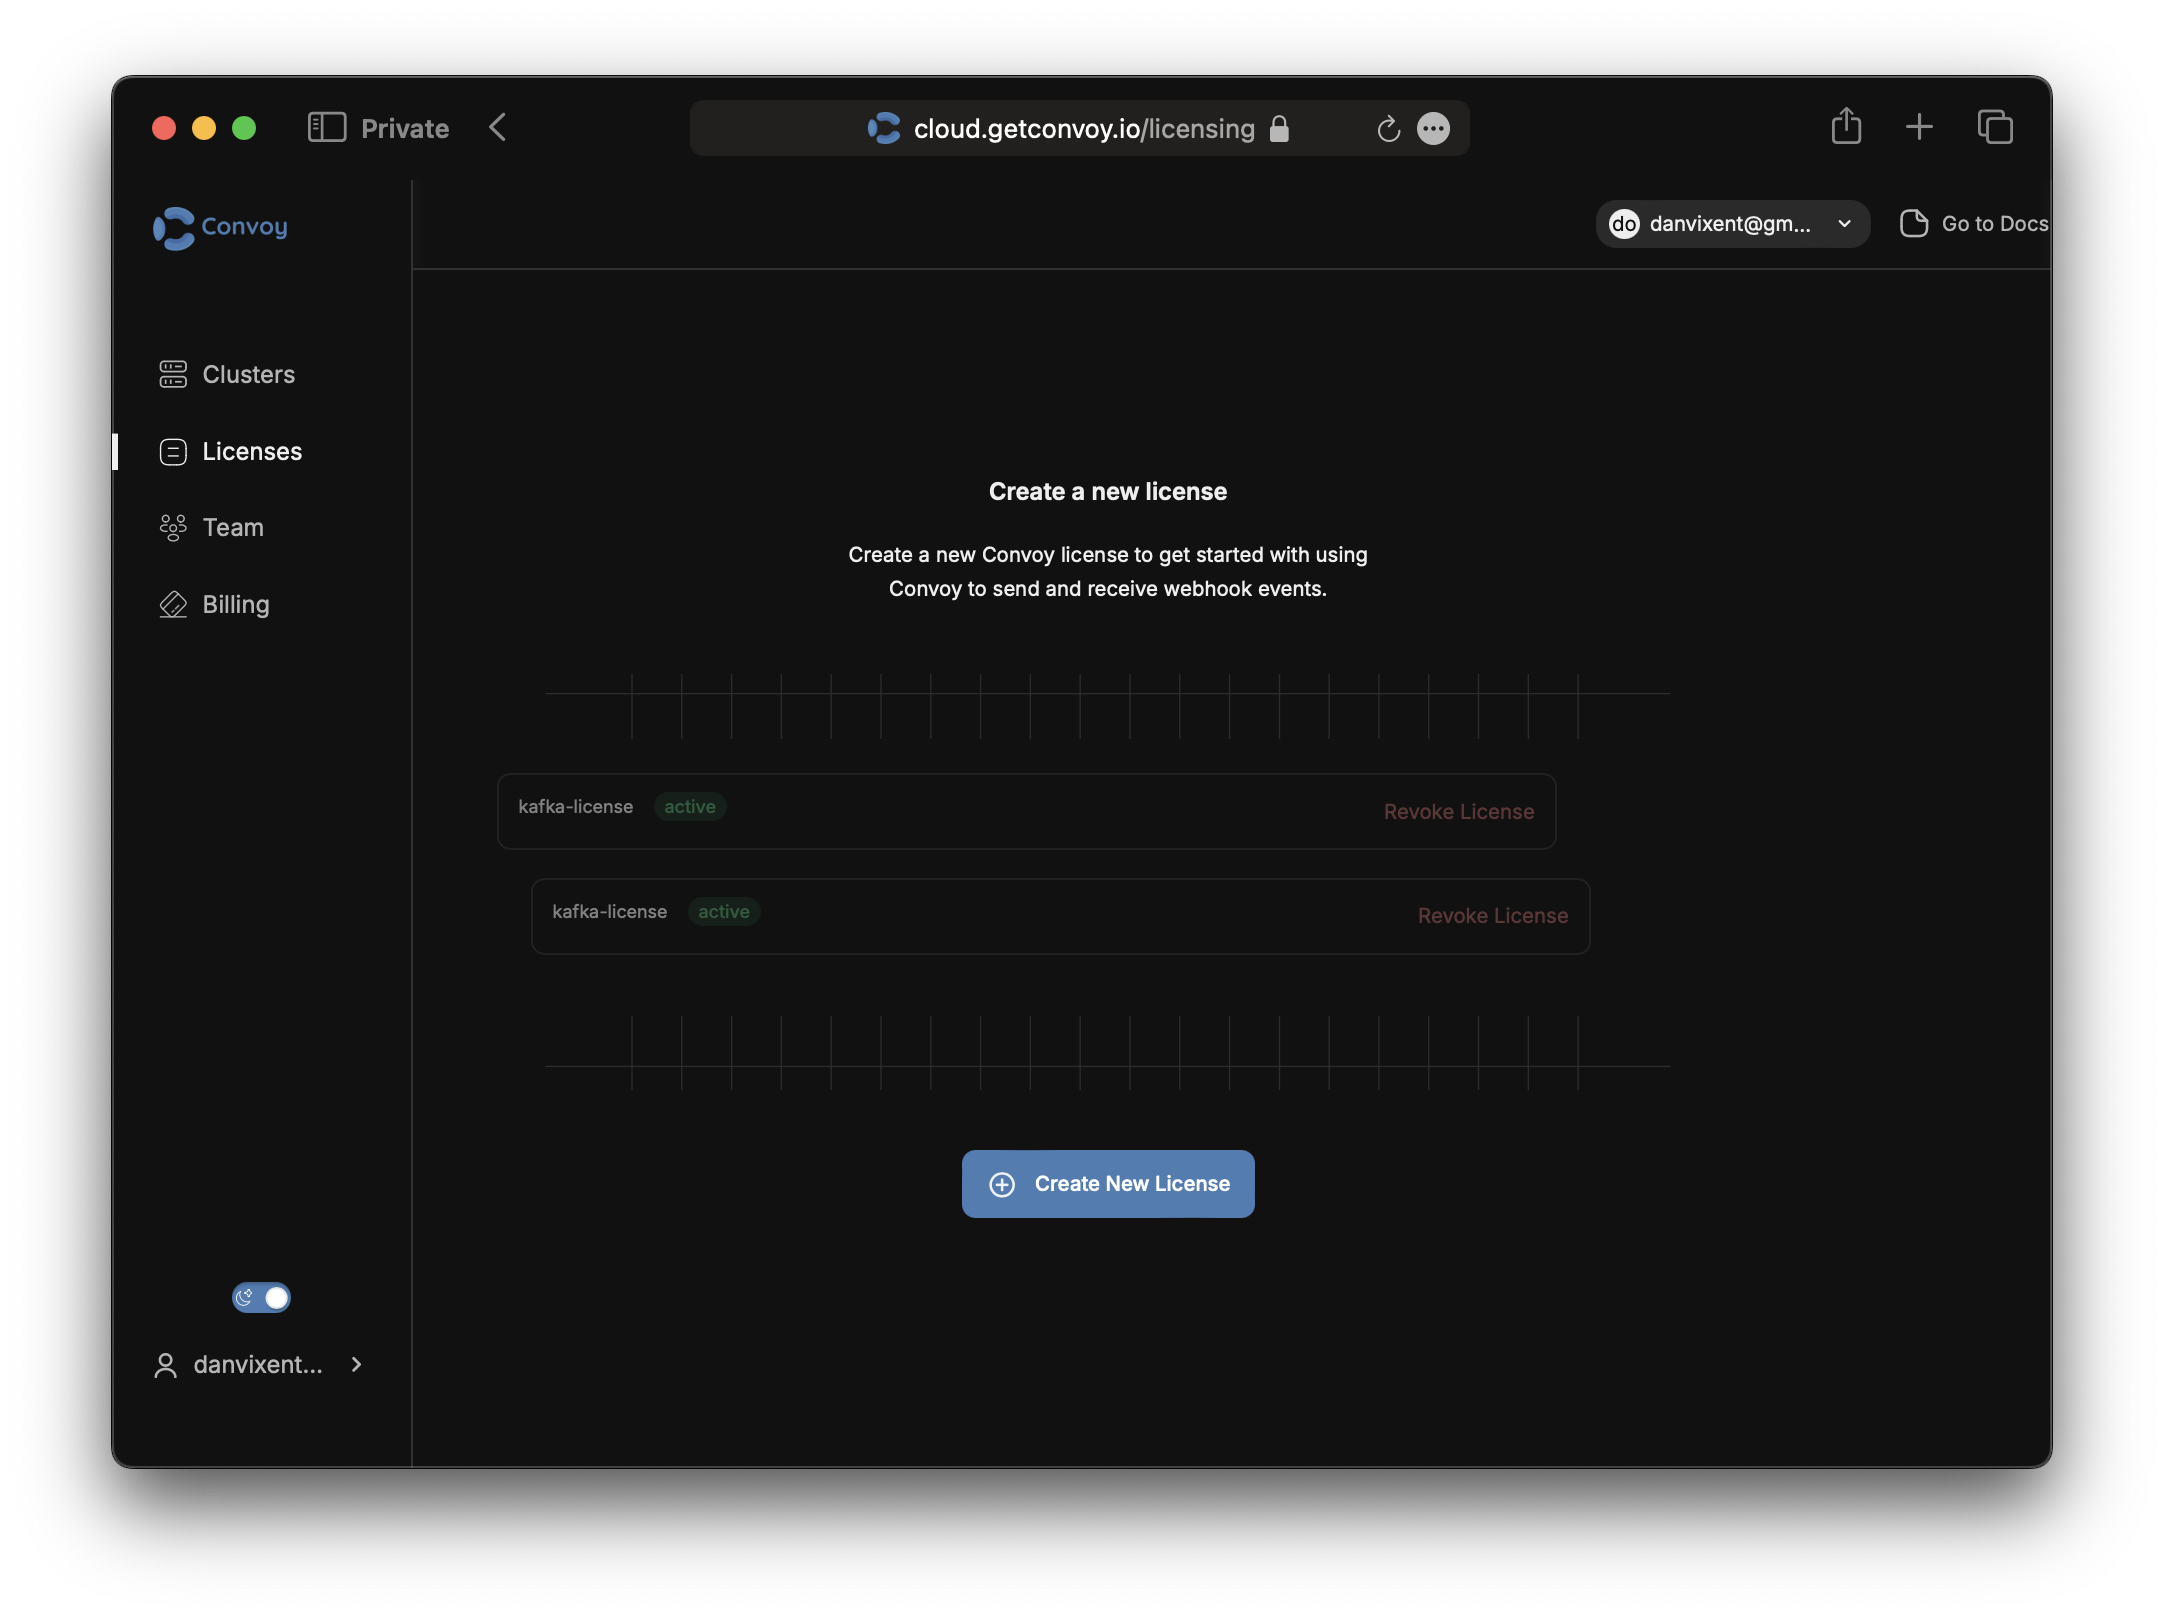 Private
cloud.getconvoy.io/licensing
Convoy
do danvixent@gm...
Go to Docs
Clusters
Licenses
Team
Billing
Create a new license
Create a new Convoy license to get started with using
Convoy to send and receive webhook events.
kafka-license active Revoke License
kafka-license active Revoke License
Create New License
danvixent...